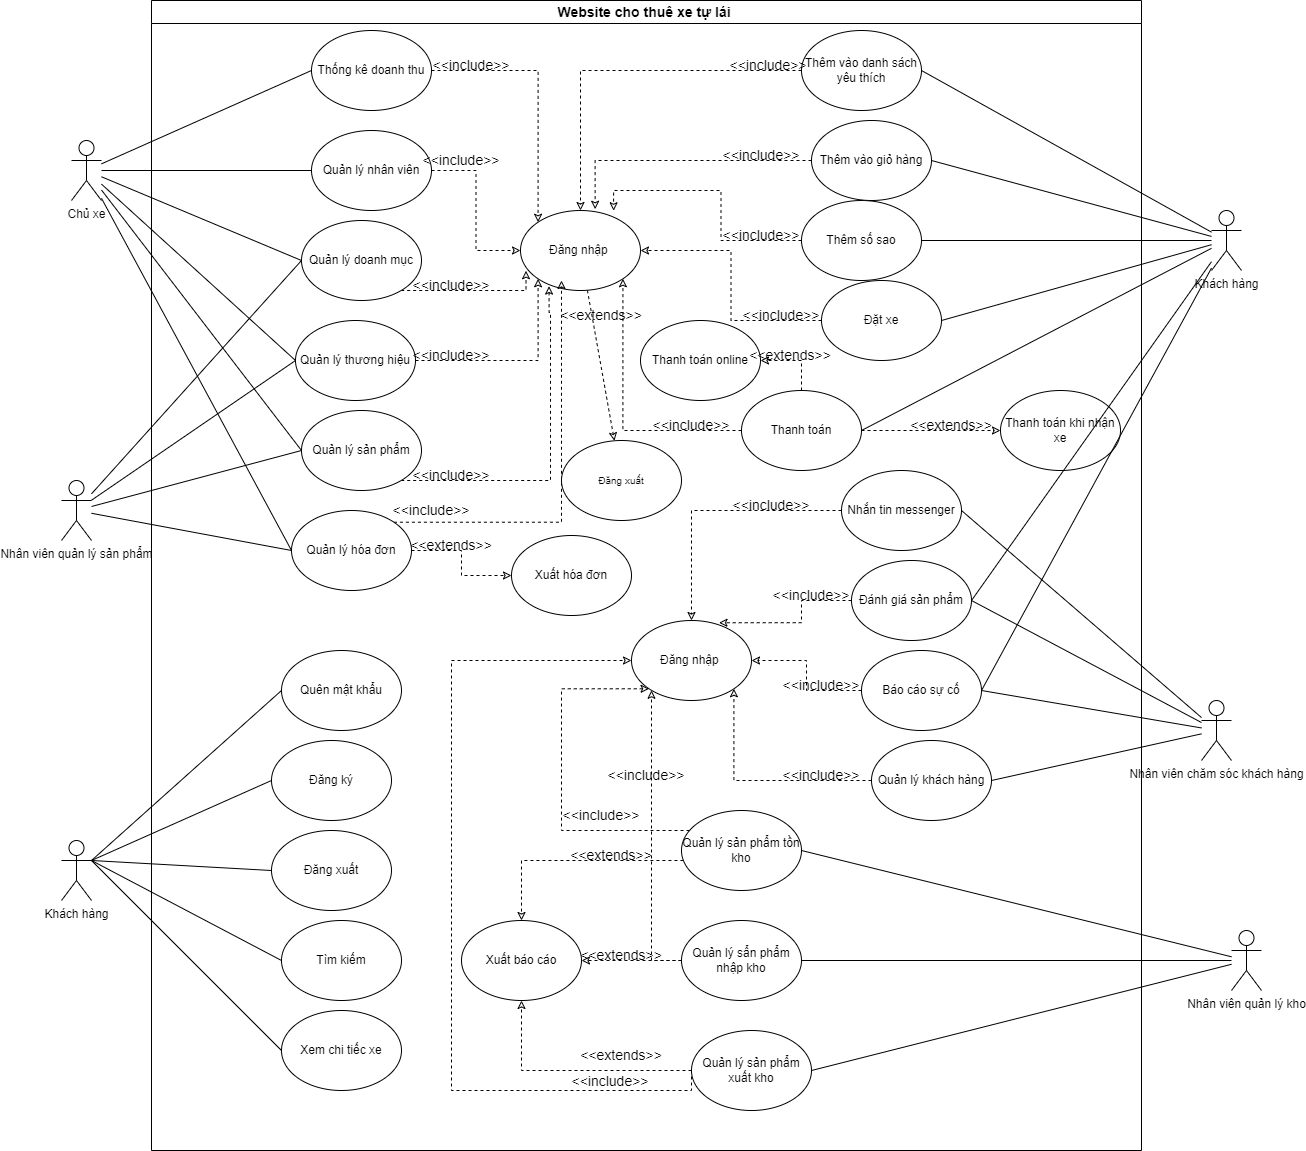 Website cho thuê xe tự lái
Thống kê doanh thu
<<include>>
<<include>>
Thêm vào danh sách
yêu thích
Quản lý nhân viên
<<include>>
<<include>>
Thêm vào giỏ hàng
Chủ xe
<<include>>
Thêm số sao
Đăng nhập
Quản lý doanh mục
<<include>>
Khách hàng
<<extends>>
<<include>>
Đặt xe
Quản lý thương hiệu
<<include>>
Thanh toán online
<<extends>>
Quản lý sản phẩm
<<include>>
<<include>>
Thanh toán
<<extends>>
Thanh toán khi nhận
xe
Đăng xuất
<<include>>
<<include>>
Nhắn tin messenger
Nhân viên quản lý sản phẩm
Quản lý hóa đơn
<<extends>>
Xuất hóa đơn
<<include>>
Đánh giá sản phẩm
Đăng nhập
Quên mật khẩu
<<include>>
Báo cáo sự cố
Đăng ký
<<include>>
<<include>>
Quản lý khách hàng
Nhân viên chăm sóc khách hàng
<<include>>
Quản lý sản phẩm tồn
kho
<<extends>>
Đăng xuất
Khách hàng
Tìm kiếm
Xuất báo cáo
<<extends>>
Quản lý sẩn phẩm
nhập kho
Nhân viên quản lý kho
Xem chi tiếc xe
<<extends>>
<<include>>
Quản lý sản phẩm
xuất kho